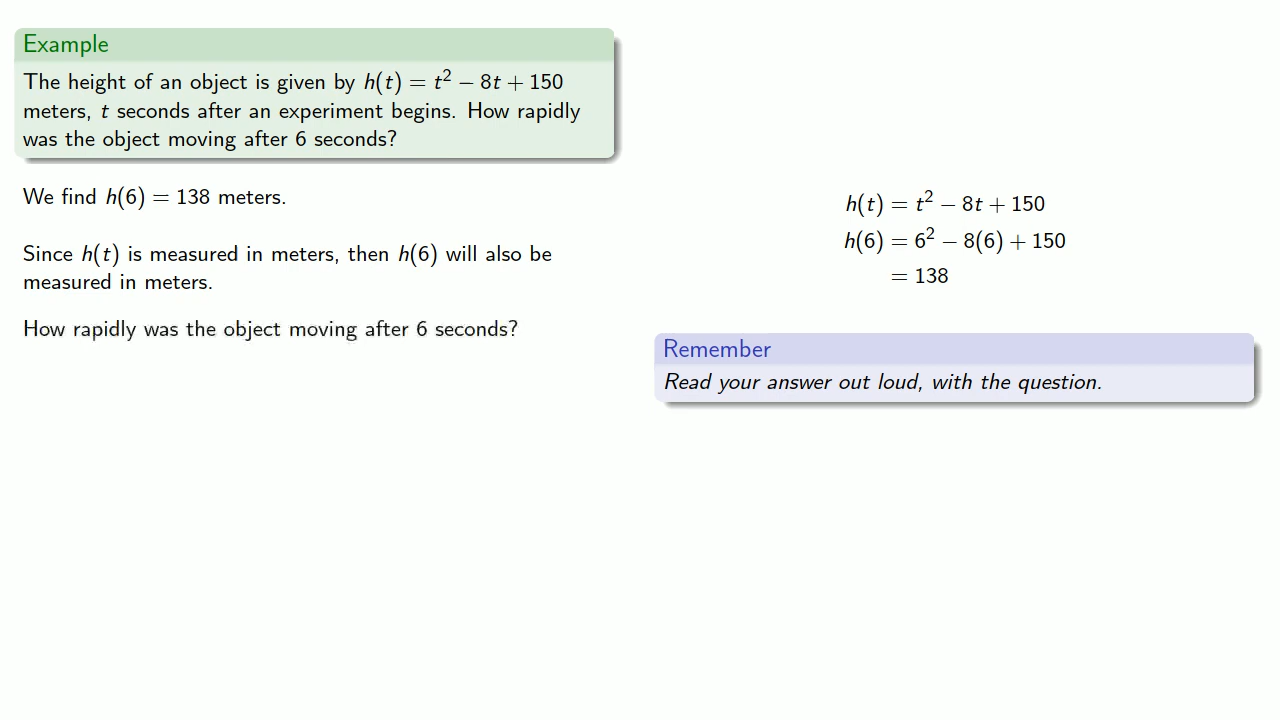 Example
The height of an object is given by h(t) = t² − 8t + 150
meters, t seconds after an experiment begins. How rapidly
was the object moving after 6 seconds?
We find h(6) = 138 meters.
Since h(t) is measured in meters, then h(6) will also be
measured in meters.
How rapidly was the object moving after 6 seconds?
h(t) = t² − 8t + 150
h(6) = 6² − 8(6) + 150
= 138
Remember
Read your answer out loud, with the question.